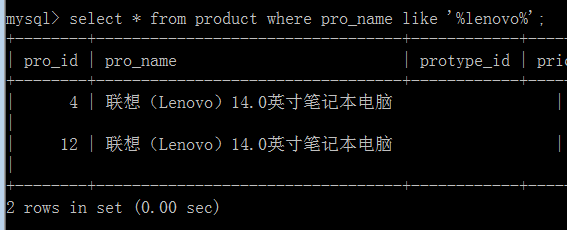 mysql> select * from product where pro_name like '%lenovo%';
+--------+-----------------------------------+------------+-----
| pro_id | pro_name | protype_id | pric
+--------+-----------------------------------+------------+-----
| 4 | 联想（Lenovo）14.0英寸笔记本电脑 |
|
| 12 | 联想（Lenovo）14.0英寸笔记本电脑 |
|
+--------+-----------------------------------+------------+-----
2 rows in set (0.00 sec)